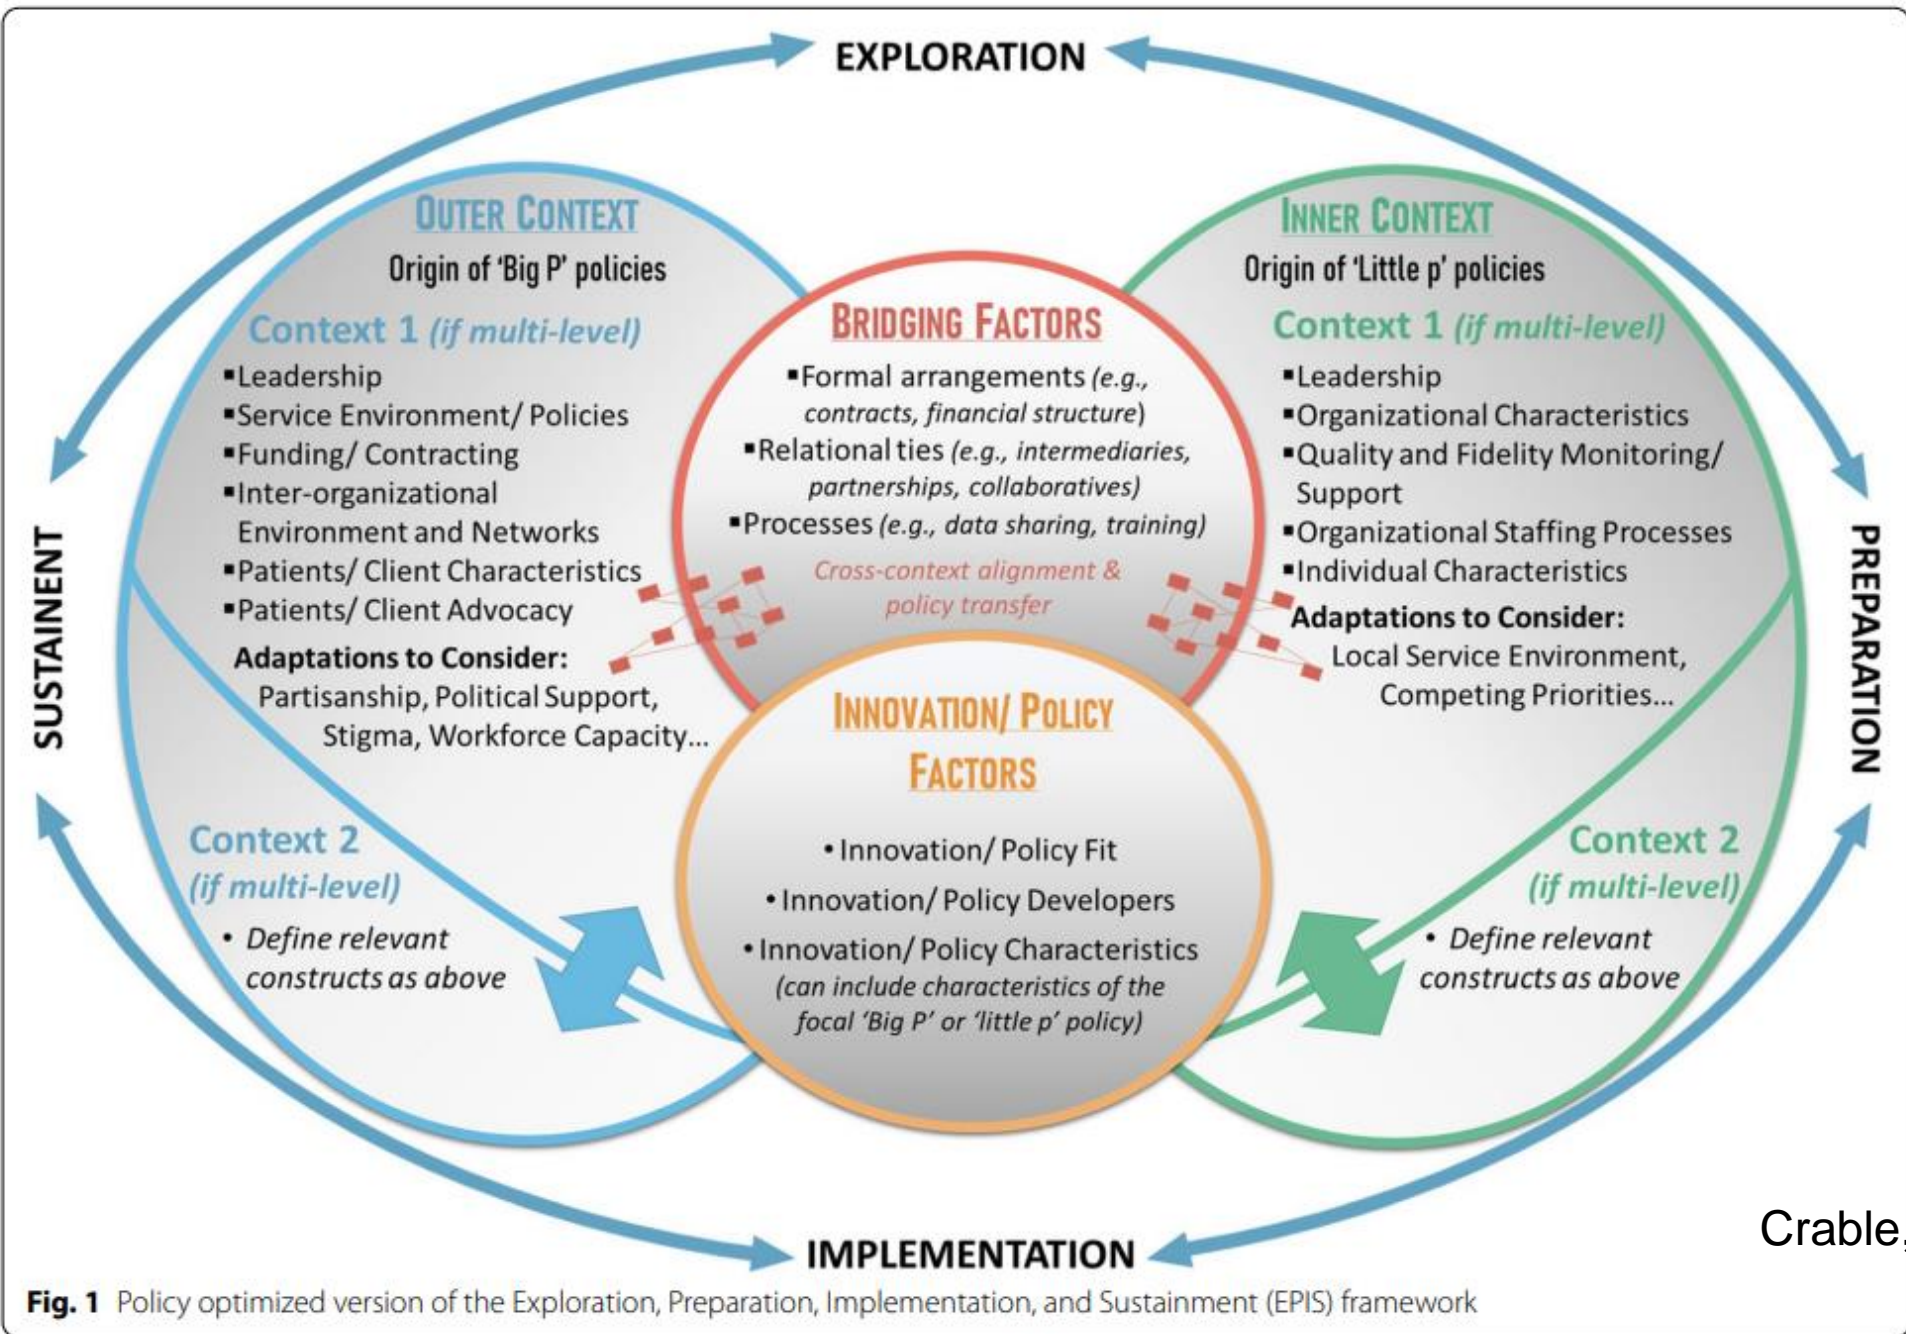 EXPLORATION
OUTER CONTEXT
Origin of ‘Big P’ policies
Context 1 (if multi-level)
▪Leadership
▪Service Environment/ Policies
▪Funding/ Contracting
▪Inter-organizational
Environment and Networks
▪Patients/ Client Characteristics
▪Patients/ Client Advocacy
Adaptations to Consider:
Partisanship, Political Support,
Stigma, Workforce Capacity...
Context 2
(if multi-level)
• Define relevant
constructs as above
BRIDGING FACTORS
▪Formal arrangements (e.g.,
contracts, financial structure)
▪Relational ties (e.g., intermediaries,
partnerships, collaboratives)
▪Processes (e.g., data sharing, training)
Cross-context alignment &
policy transfer
INNOVATION/ POLICY
FACTORS
• Innovation/ Policy Fit
• Innovation/ Policy Developers
• Innovation/ Policy Characteristics
(can include characteristics of the
focal ‘Big P’ or ‘little p’ policy)
INNER CONTEXT
Origin of ‘Little p’ policies
Context 1 (if multi-level)
▪Leadership
▪Organizational Characteristics
▪Quality and Fidelity Monitoring/
Support
▪Organizational Staffing Processes
▪Individual Characteristics
Adaptations to Consider:
Local Service Environment,
Competing Priorities...
Context 2
(if multi-level)
• Define relevant
constructs as above
SUSTAINENT
PREPARATION
IMPLEMENTATION
Crable,
Fig. 1 Policy optimized version of the Exploration, Preparation, Implementation, and Sustainment (EPIS) framework